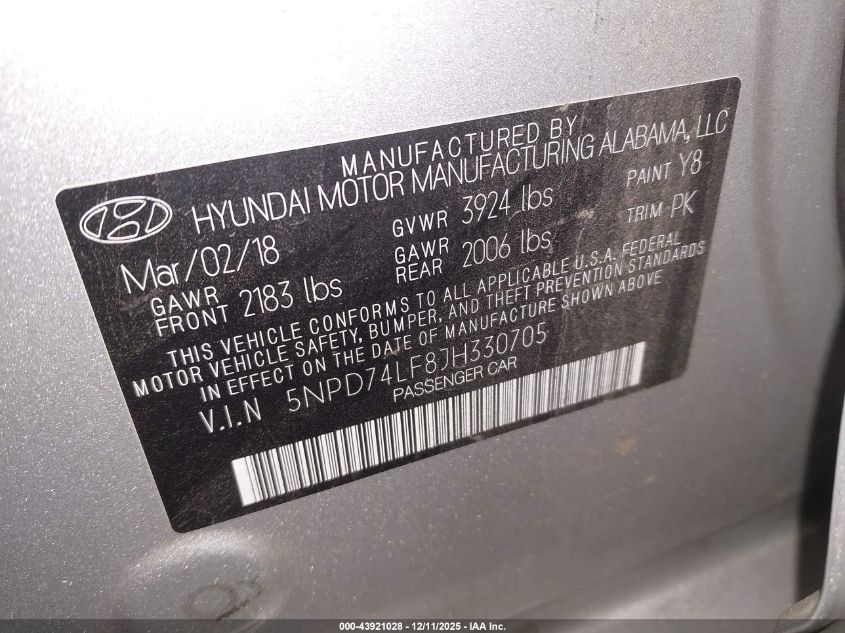 MANUFACTURED BY
HYUNDAI MOTOR MANUFACTURING ALABAMA, LLC
Mar/02/18 GVWR 3924 lbs PAINT Y8
GAWR FRONT 2183 lbs GAWR REAR 2006 lbs TRIM-PK
THIS VEHICLE CONFORMS TO ALL APPLICABLE U.S.A. FEDERAL
MOTOR VEHICLE SAFETY, BUMPER, AND THEFT PREVENTION STANDARDS
IN EFFECT ON THE DATE OF MANUFACTURE SHOWN ABOVE
V.I.N 5NPD74LF8JH330705
PASSENGER CAR
000-43921028 - 12/11/2025 - IAA Inc.